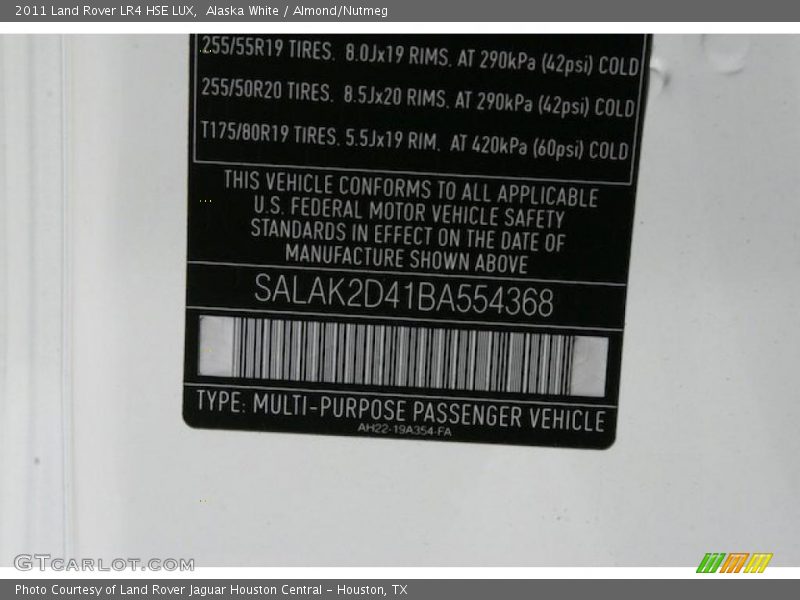 2011 Land Rover LR4 HSE LUX, Alaska White / Almond/Nutmeg
255/55R19 TIRES. 8.0Jx19 RIMS. AT 290kPa (42psi) COLD
255/50R20 TIRES. 8.5Jx20 RIMS. AT 290kPa (42psi) COLD
T175/80R19 TIRES. 5.5Jx19 RIM. AT 420kPa (60psi) COLD
THIS VEHICLE CONFORMS TO ALL APPLICABLE
U.S. FEDERAL MOTOR VEHICLE SAFETY
STANDARDS IN EFFECT ON THE DATE OF
MANUFACTURE SHOWN ABOVE
SALAK2D41BA554368
TYPE: MULTI-PURPOSE PASSENGER VEHICLE
AH22-19A354-FA
GTCARLOT.COM
Photo Courtesy of Land Rover Jaguar Houston Central - Houston, TX